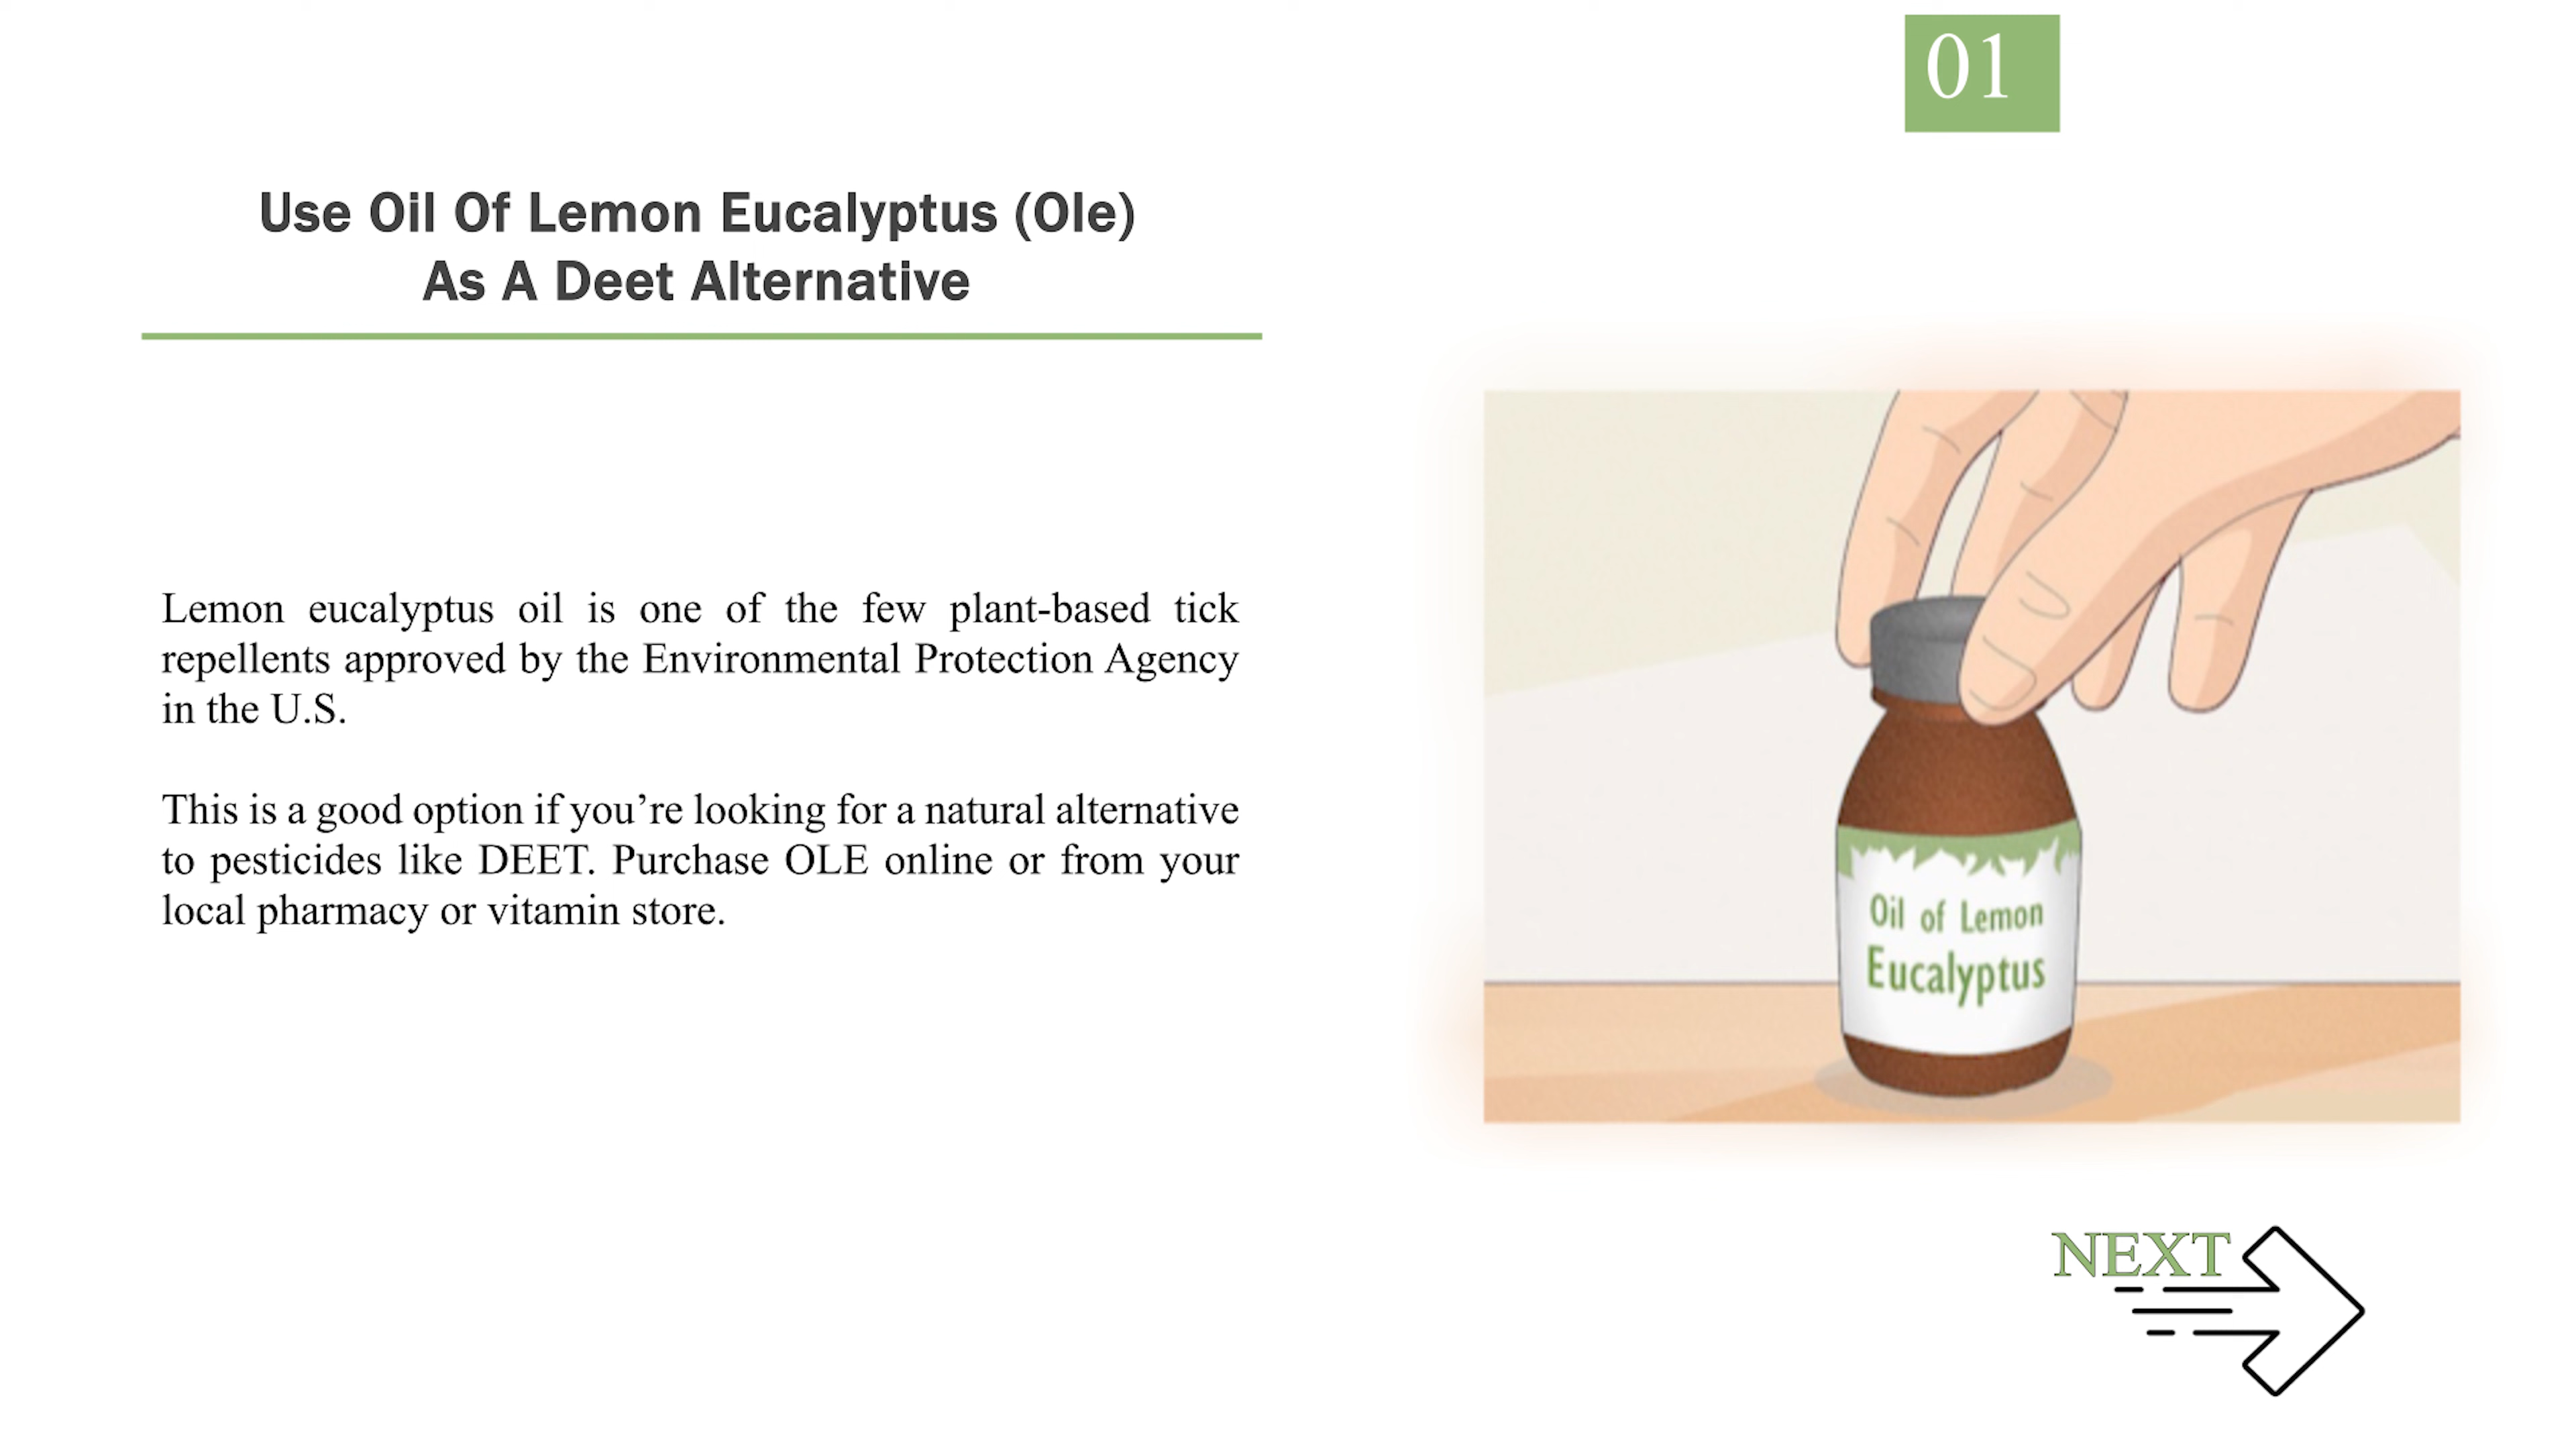 01
Use Oil Of Lemon Eucalyptus (Ole)
As A Deet Alternative
Lemon eucalyptus oil is one of the few plant-based tick
repellents approved by the Environmental Protection Agency
in the U.S.
This is a good option if you’re looking for a natural alternative
to pesticides like DEET. Purchase OLE online or from your
local pharmacy or vitamin store.
Oil of Lemon
Eucalyptus
NEXT